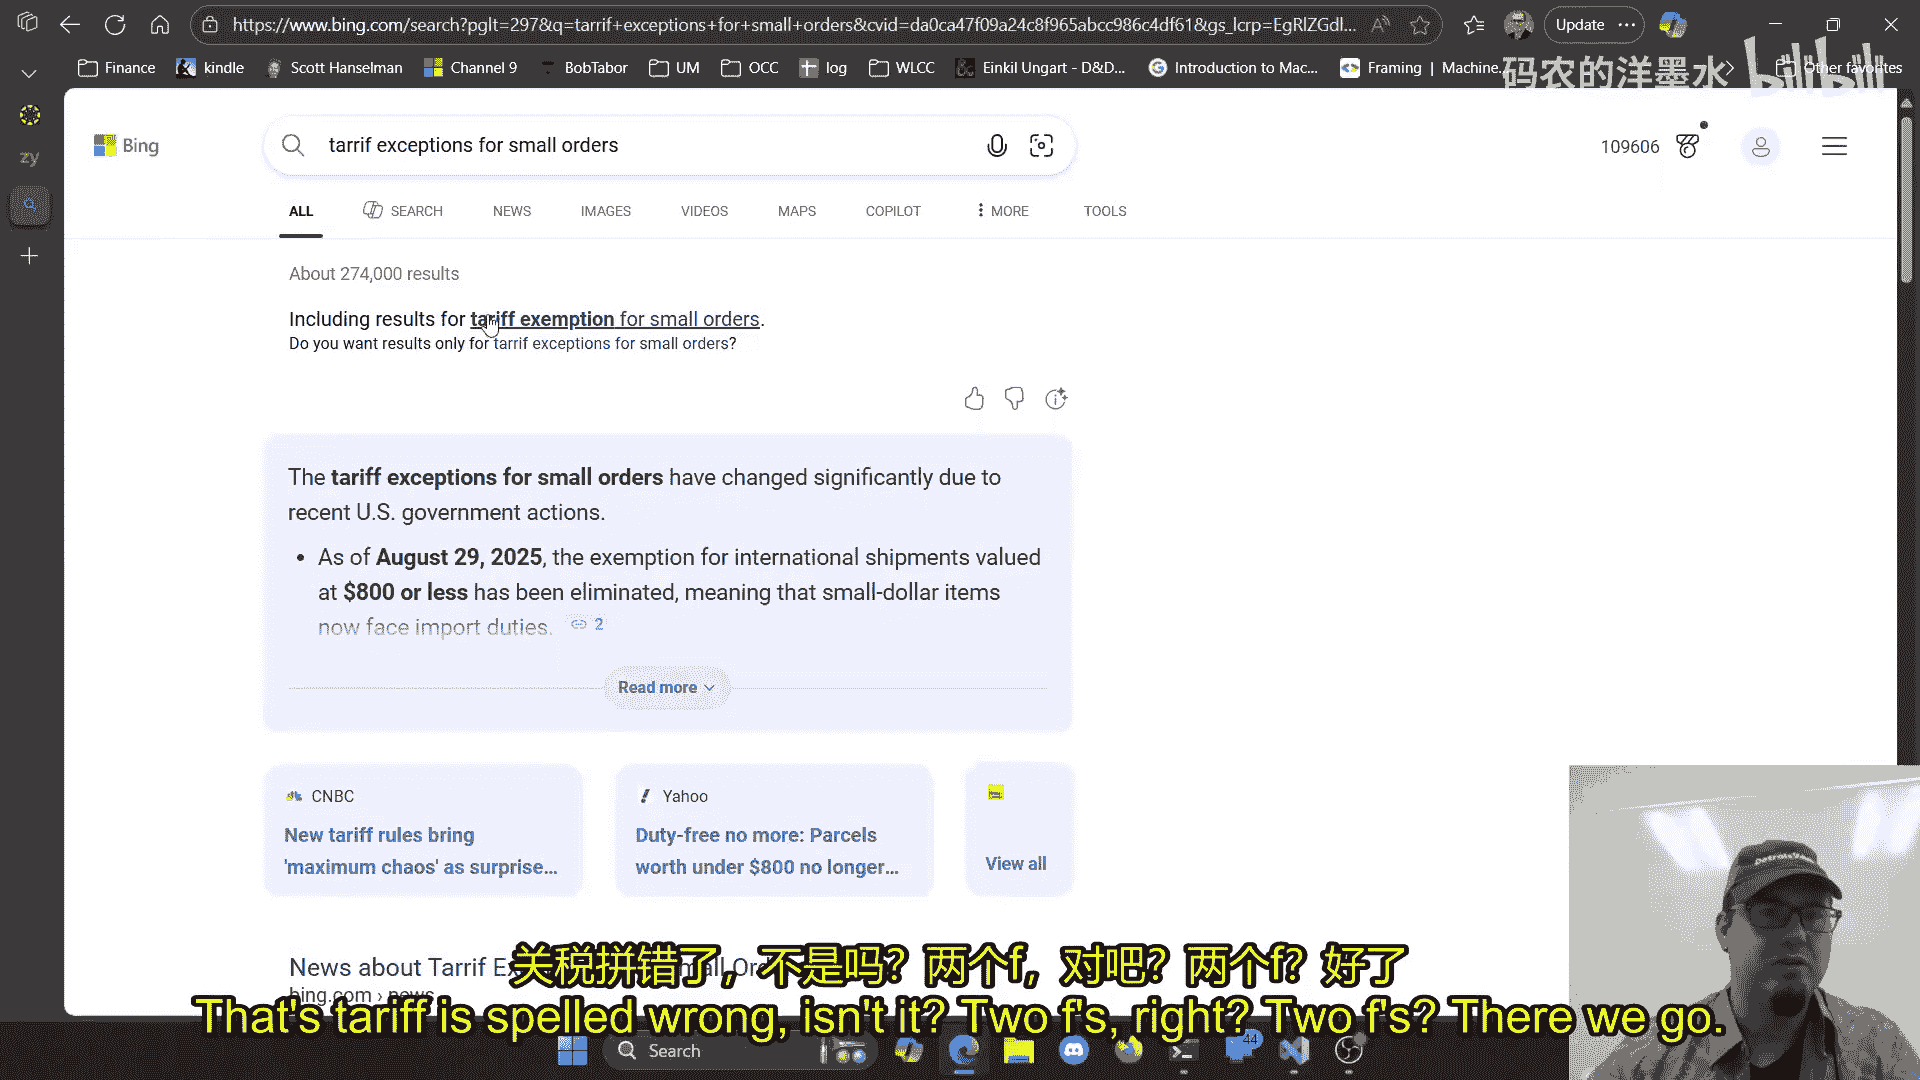 https://www.bing.com/search?pglt=297&q=tarrif+exceptions+for+small+orders&cvid=da0ca47f09a24c8f965abcc986c4df61&gs_lcrp=EgRlZGdl...
Update
Finance
kindle
Scott Hanselman
Channel 9
BobTabor
UM
OCC
log
WLCC
Einkil Ungart - D&D...
Introduction to Mac...
Framing | Machine...
Other favorites
码农的洋墨水
bilibili
zy
Bing
tarrif exceptions for small orders
109606
ALL
SEARCH
NEWS
IMAGES
VIDEOS
MAPS
COPILOT
MORE
TOOLS
About 274,000 results
Including results for tariff exemption for small orders.
Do you want results only for tarrif exceptions for small orders?
The tariff exceptions for small orders have changed significantly due to
recent U.S. government actions.
• As of August 29, 2025, the exemption for international shipments valued
at $800 or less has been eliminated, meaning that small-dollar items
now face import duties. 2
Read more
CNBC
New tariff rules bring
'maximum chaos' as surprise...
Yahoo
Duty-free no more: Parcels
worth under $800 no longer...
View all
News about Tarrif
bing.com › news
关税拼错了，不是吗？两个f，对吧？两个f？好了
That's tariff is spelled wrong, isn't it? Two f's, right? Two f's? There we go.
Search
44